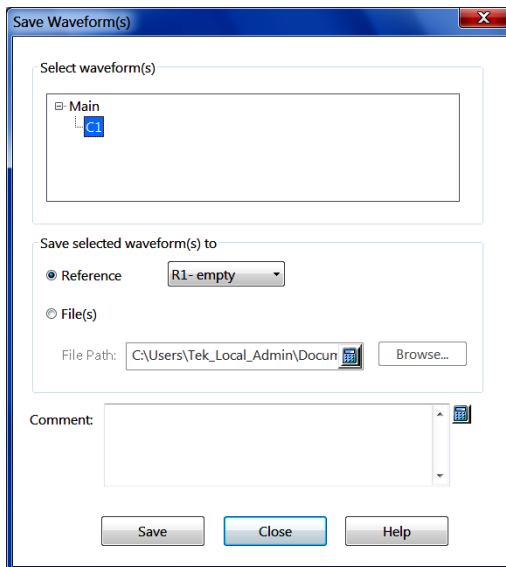 Save Waveform(s)
X
Select waveform(s)
Main
C1
Save selected waveform(s) to
Reference
R1- empty
File(s)
File Path:
C:\Users\Tek_Local_Admin\Docum
Browse...
Comment:
Save
Close
Help